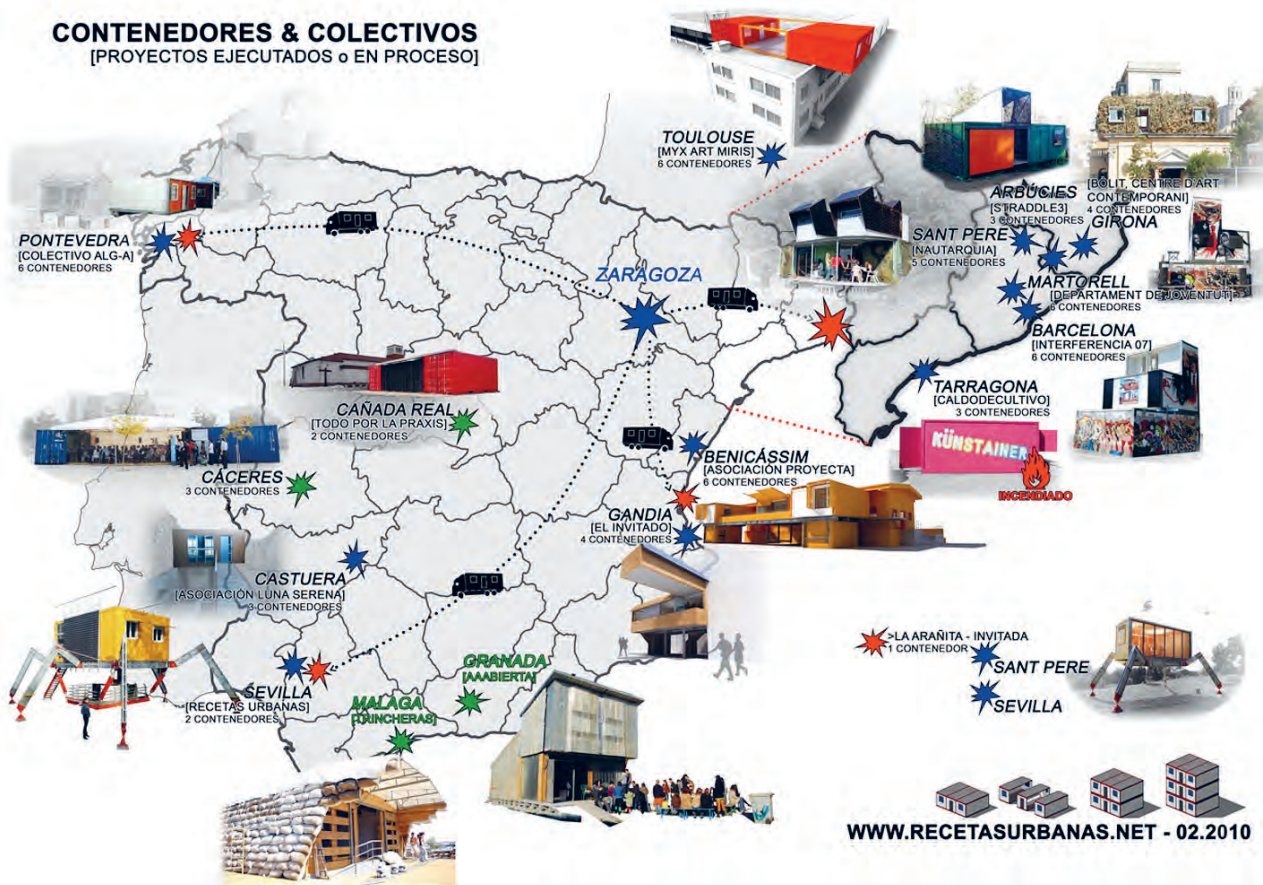 CONTENEDORES & COLECTIVOS
[PROYECTOS EJECUTADOS o EN PROCESO]
TOULOUSE
[MYX ART MIRIS]
6 CONTENEDORES
ARBÚCIES
[STRADDLE3]
3 CONTENEDORES
[BÒLIT, CENTRE D'ART
CONTEMPORANI]
4 CONTENEDORES
GIRONA
PONTEVEDRA
[COLECTIVO ALG-A]
6 CONTENEDORES
SANT PERE
[NAUTARQUIA]
5 CONTENEDORES
ZARAGOZA
MARTORELL
[DEPARTAMENT DE JOVENTUT]
6 CONTENEDORES
BARCELONA
[INTERFERENCIA 07]
6 CONTENEDORES
TARRAGONA
[CALDODECULTIVO]
3 CONTENEDORES
CAÑADA REAL
[TODO POR LA PRAXIS]
2 CONTENEDORES
KÜNSTAINER
INCENDIADO
BENICÁSSIM
[ASOCIACIÓN PROYECTA]
6 CONTENEDORES
CÁCERES
3 CONTENEDORES
GANDIA
[EL INVITADO]
4 CONTENEDORES
CASTUERA
[ASOCIACIÓN LUNA SERENA]
3 CONTENEDORES
>LA ARAÑITA - INVITADA
1 CONTENEDOR
SANT PERE
SEVILLA
SEVILLA
[RECETAS URBANAS]
2 CONTENEDORES
GRANADA
[AAABIERTA]
MALAGA
[TRINCHERAS]
WWW.RECETASURBANAS.NET - 02.2010